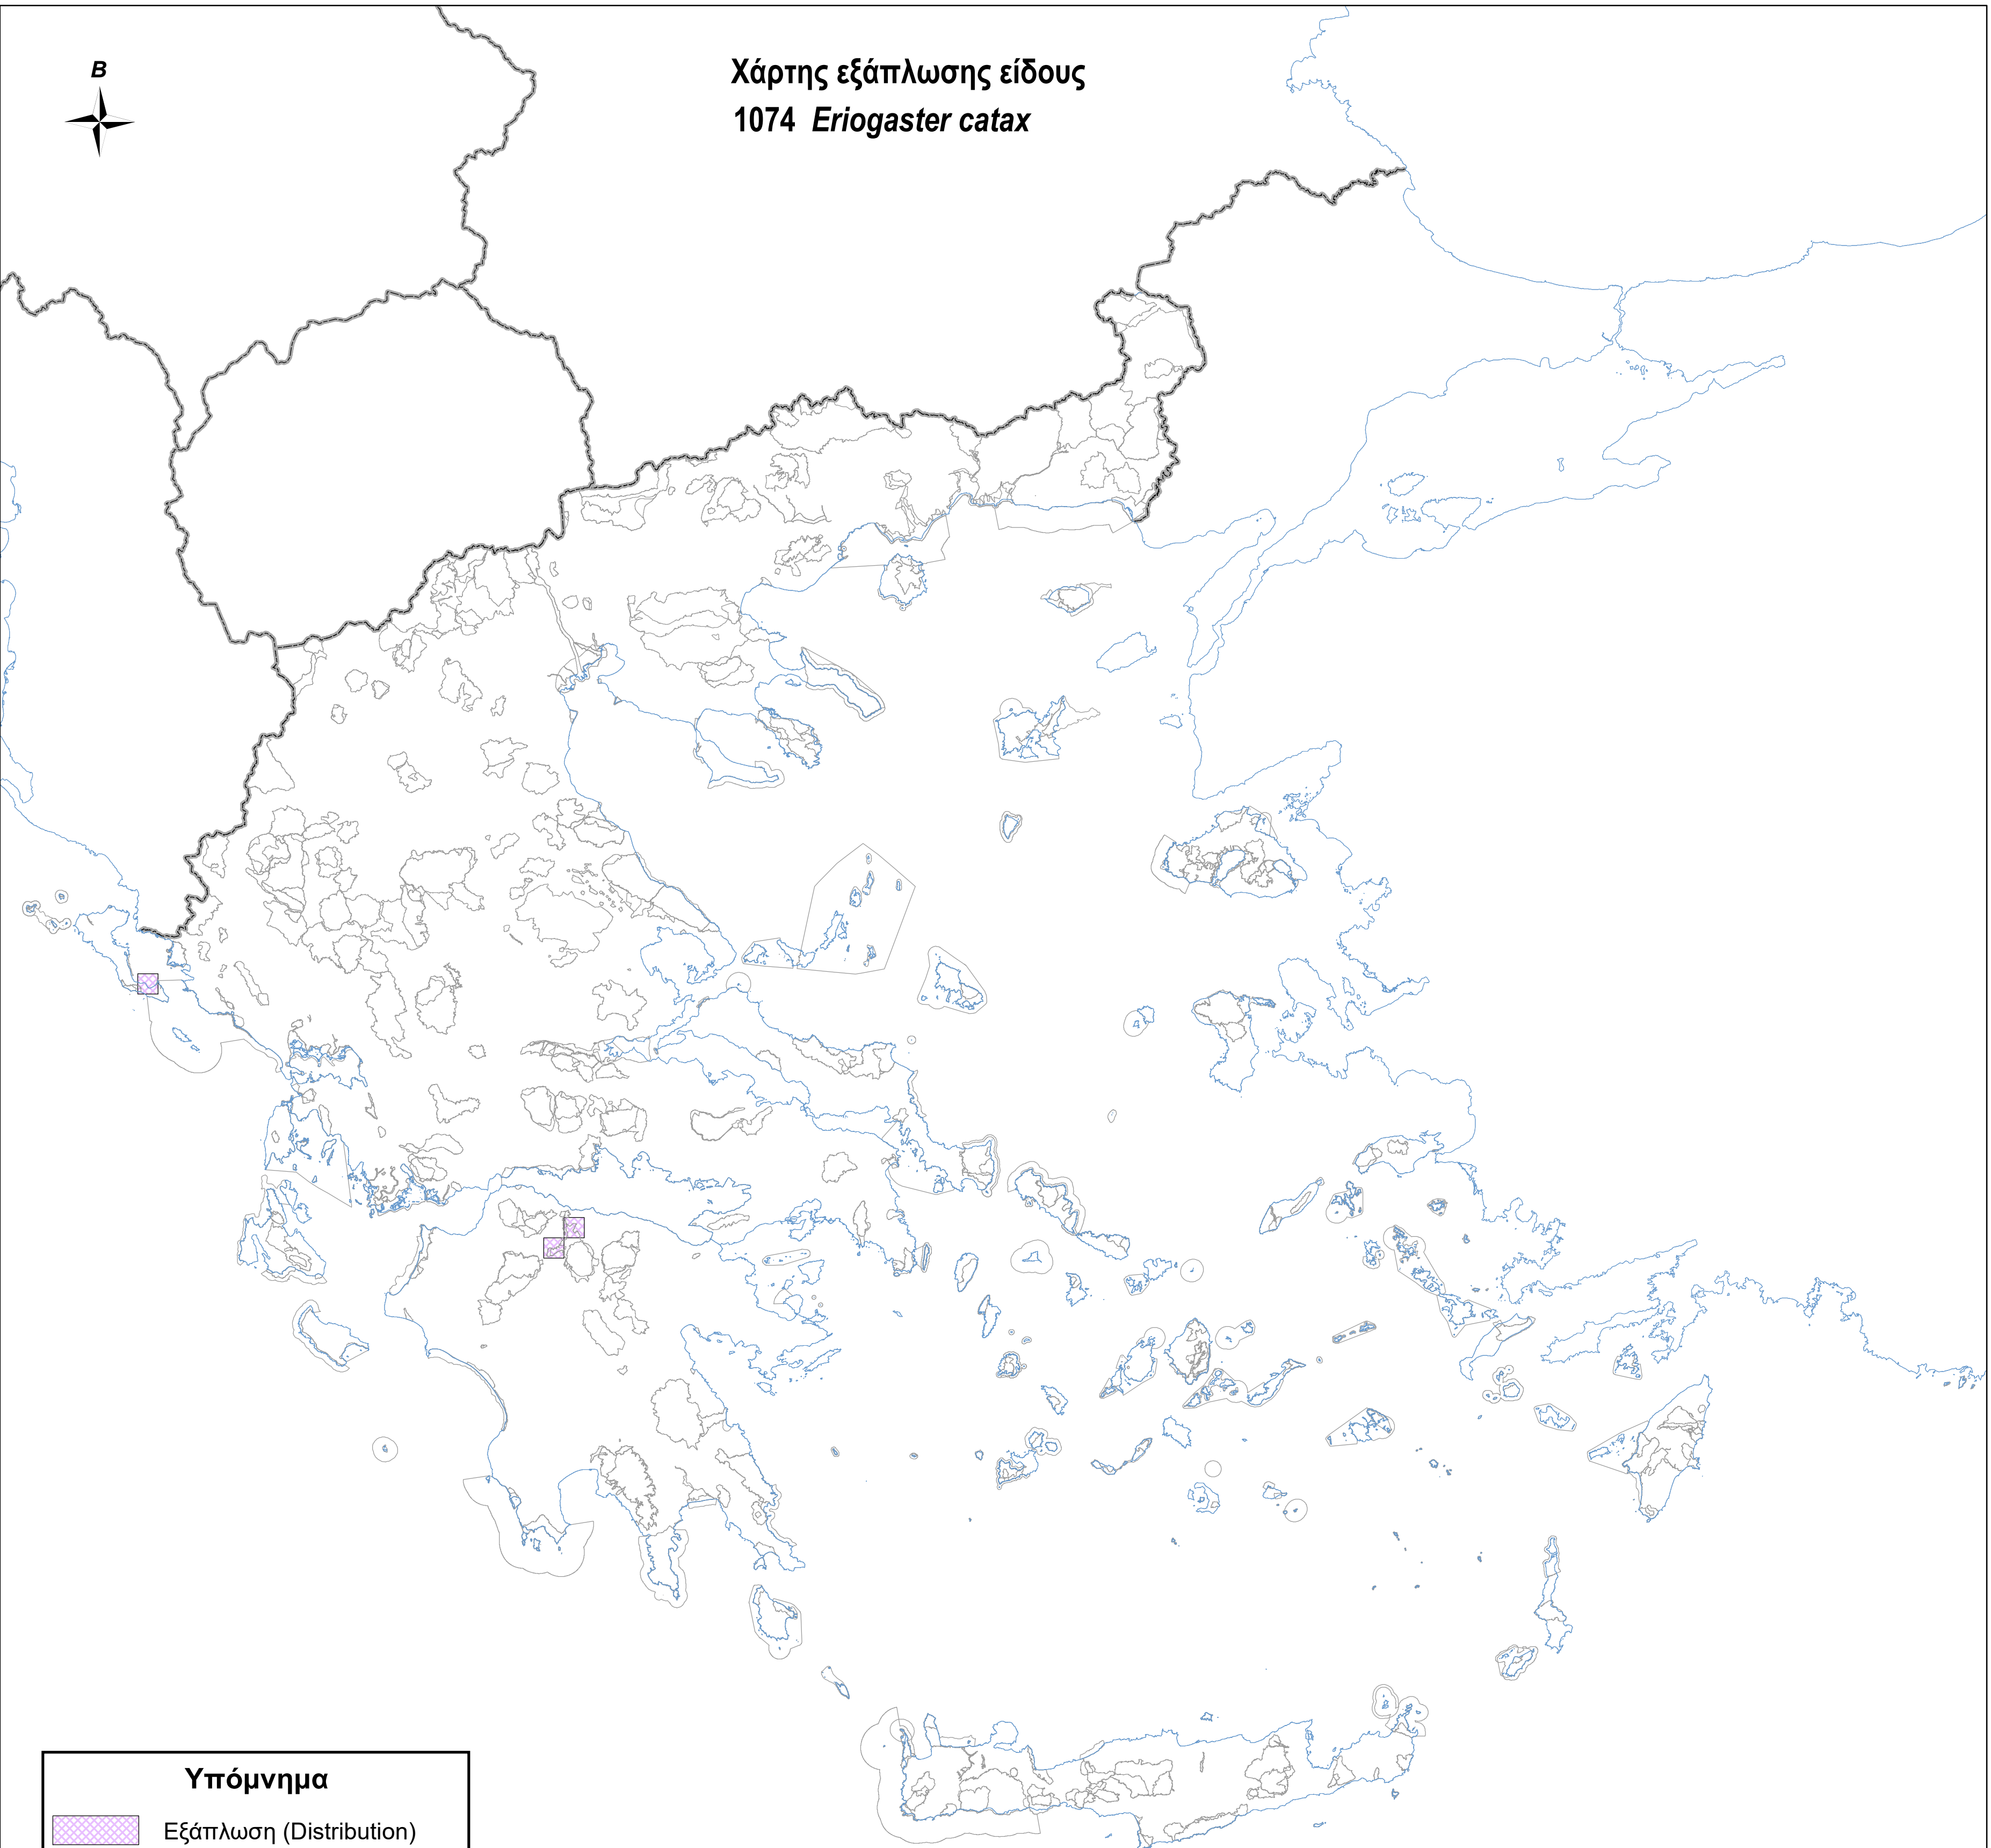 Χάρτης εξάπλωσης είδους
1074 Eriogaster catax
Β
Υπόμνημα
Εξάπλωση (Distribution)